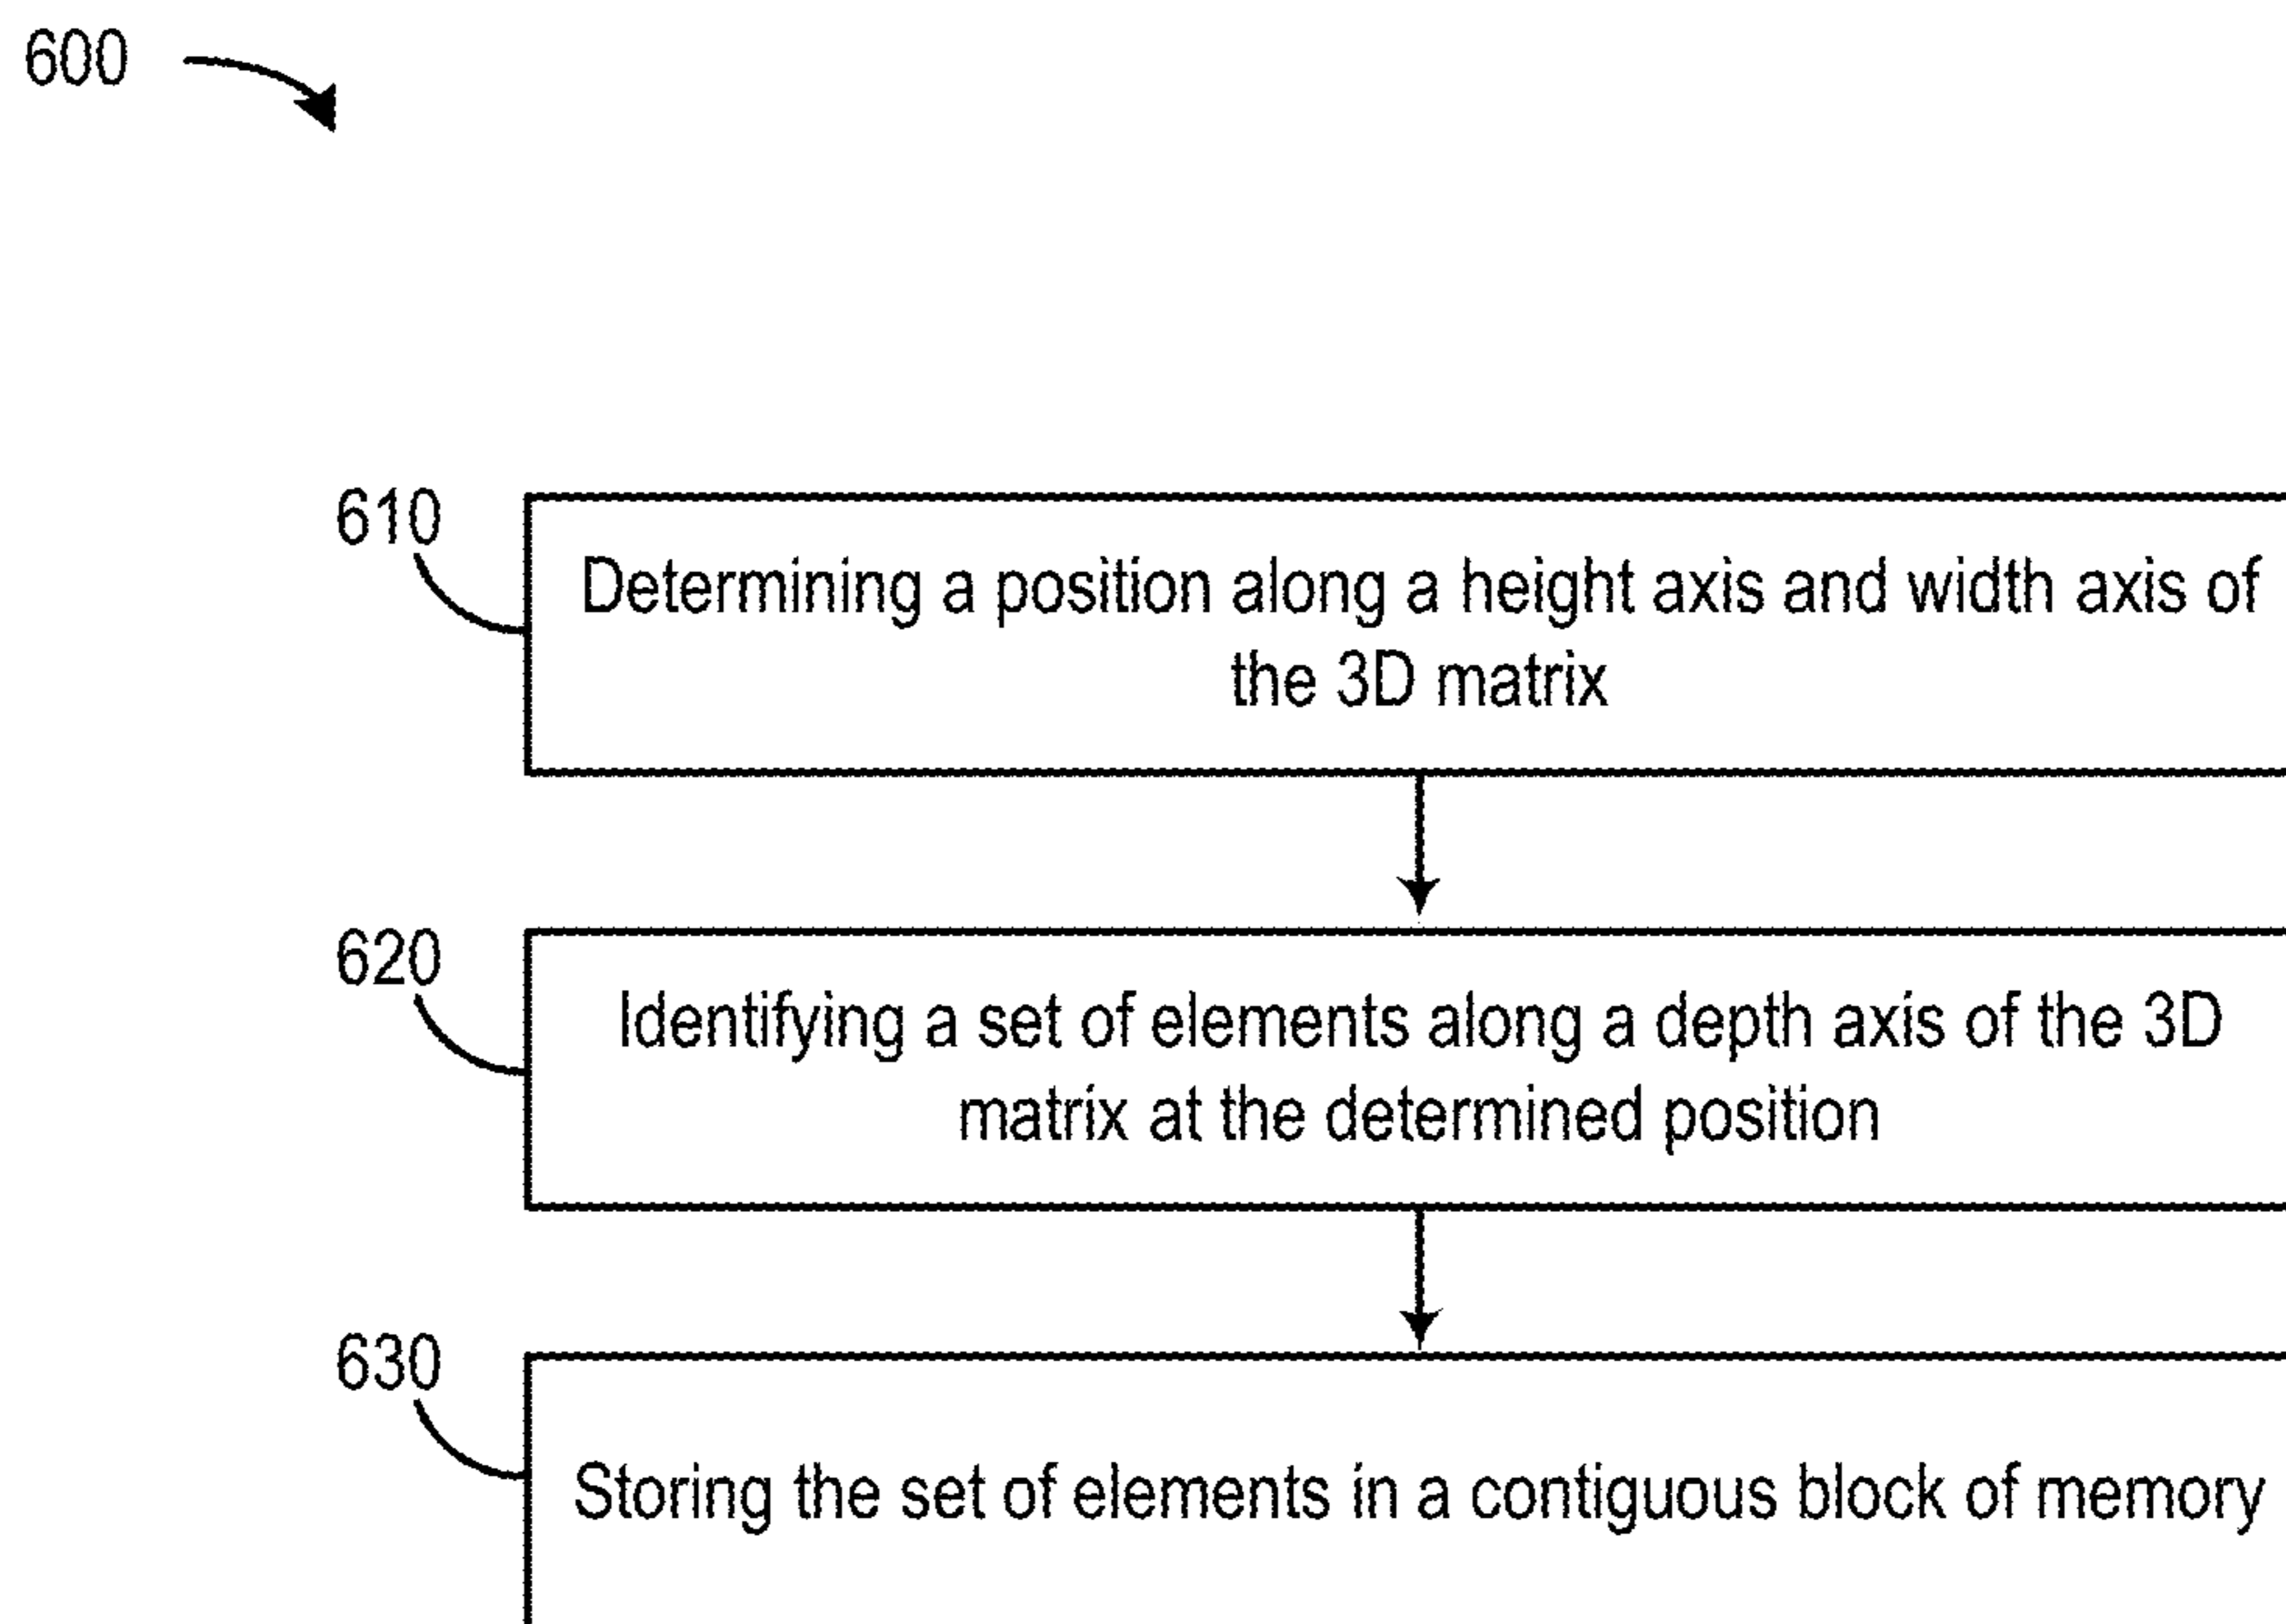 600
610
Determining a position along a height axis and width axis of
the 3D matrix
620
Identifying a set of elements along a depth axis of the 3D
matrix at the determined position
630
Storing the set of elements in a contiguous block of memory